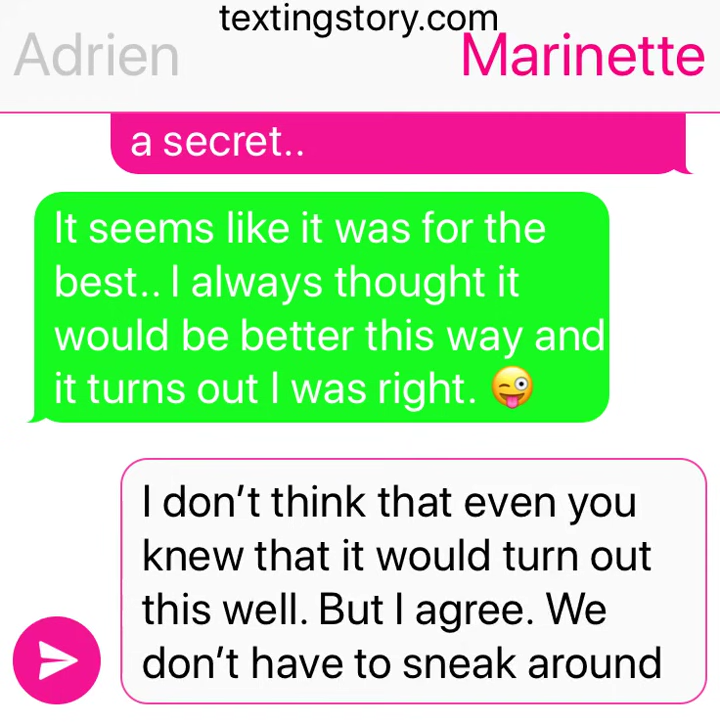 textingstory.com
Adrien Marinette
a secret..
It seems like it was for the
best.. I always thought it
would be better this way and
it turns out I was right. 😜
I don’t think that even you
knew that it would turn out
this well. But I agree. We
don’t have to sneak around